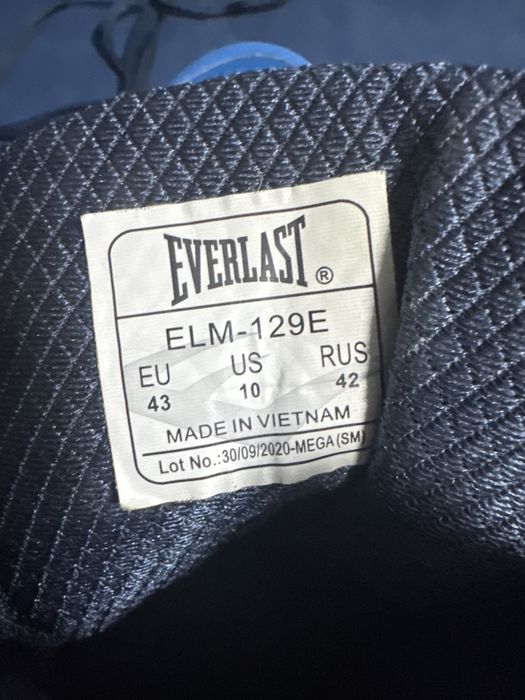 EVERLAST ®
ELM-129E
EU US RUS
43 10 42
MADE IN VIETNAM
Lot No.:30/09/2020-MEGA(SM)